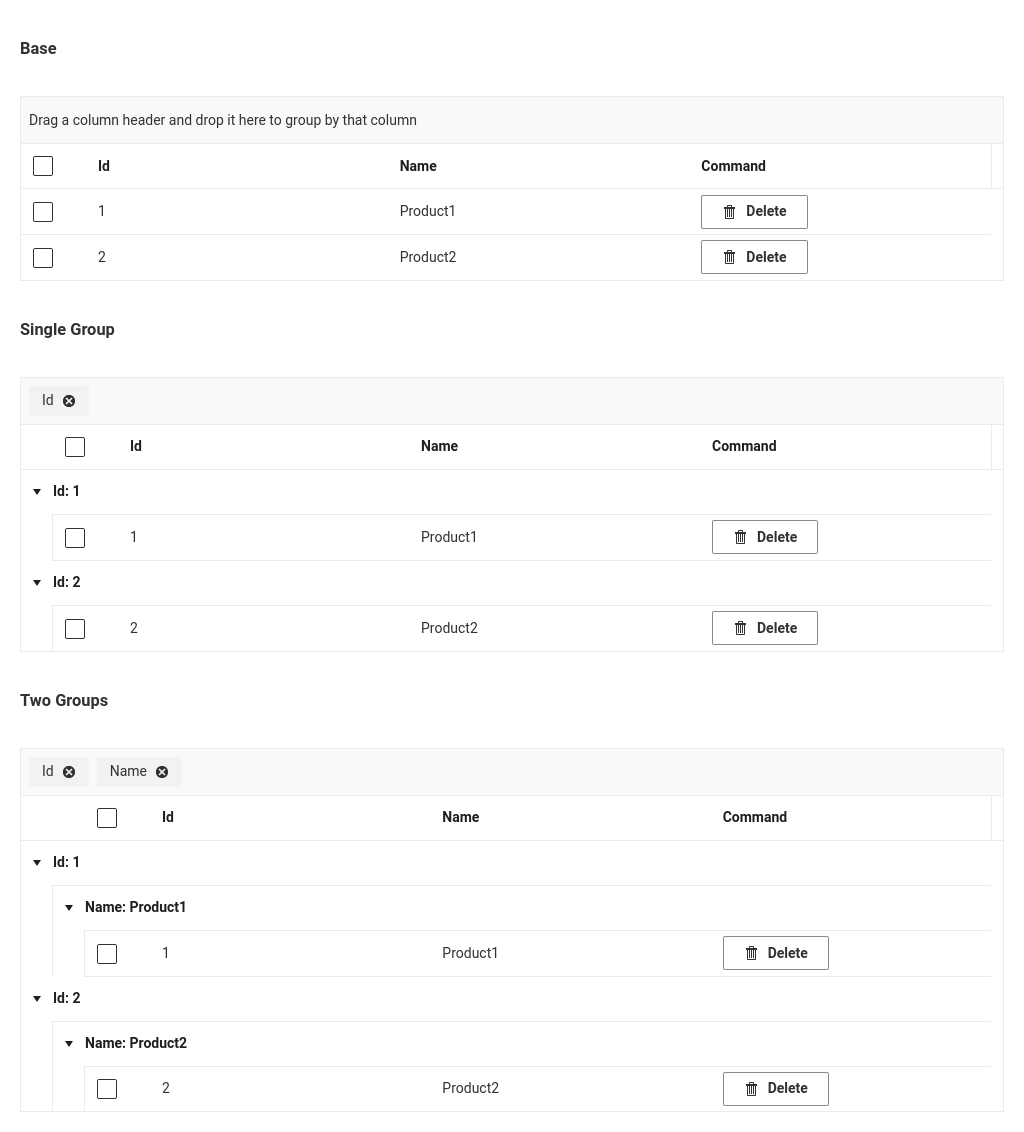 Base
Drag a column header and drop it here to group by that column
Id Name Command
1 Product1 Delete
2 Product2 Delete
Single Group
Id
Id Name Command
Id: 1
1 Product1 Delete
Id: 2
2 Product2 Delete
Two Groups
Id Name
Id Name Command
Id: 1
Name: Product1
1 Product1 Delete
Id: 2
Name: Product2
2 Product2 Delete